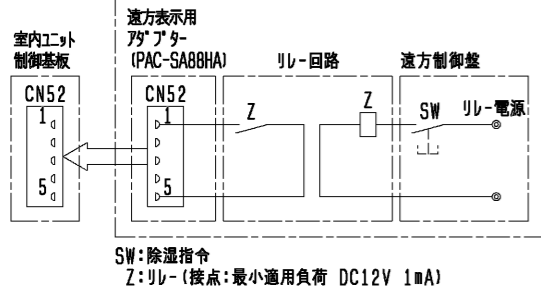 遠方表示用
室内ユニット アダプター
制御基板 (PAC-SA88HA) リレー回路 遠方制御盤
CN52 CN52 Z Z SW リレー電源
1 1
5 5
SW:除湿指令
Z:リレー(接点:最小適用負荷 DC12V 1mA)